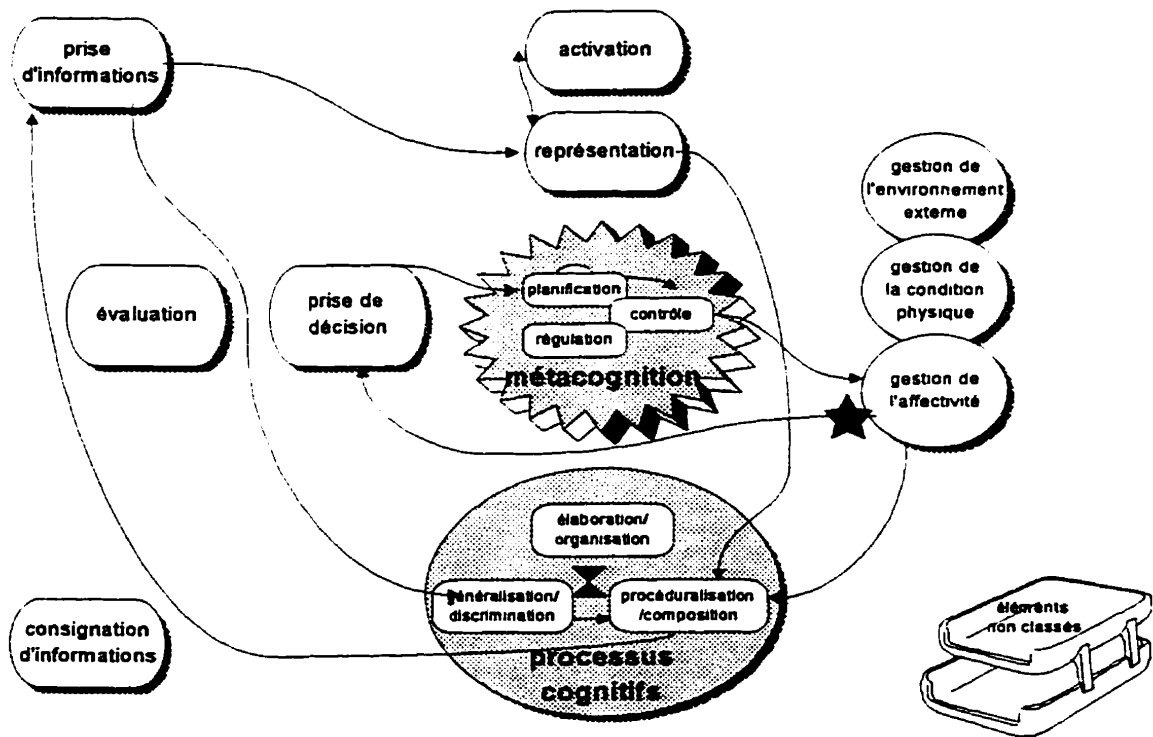 prise
d'informations
activation
représentation
gestion de
l'environnement
externe
gestion de
la condition
physique
gestion de
l'affectivité
évaluation
prise de
décision
planification
contrôle
régulation
métacognition
élaboration/
organisation
généralisation/
discrimination
procéduralisation
/composition
processus
cognitifs
consignation
d'informations
éléments
non classés